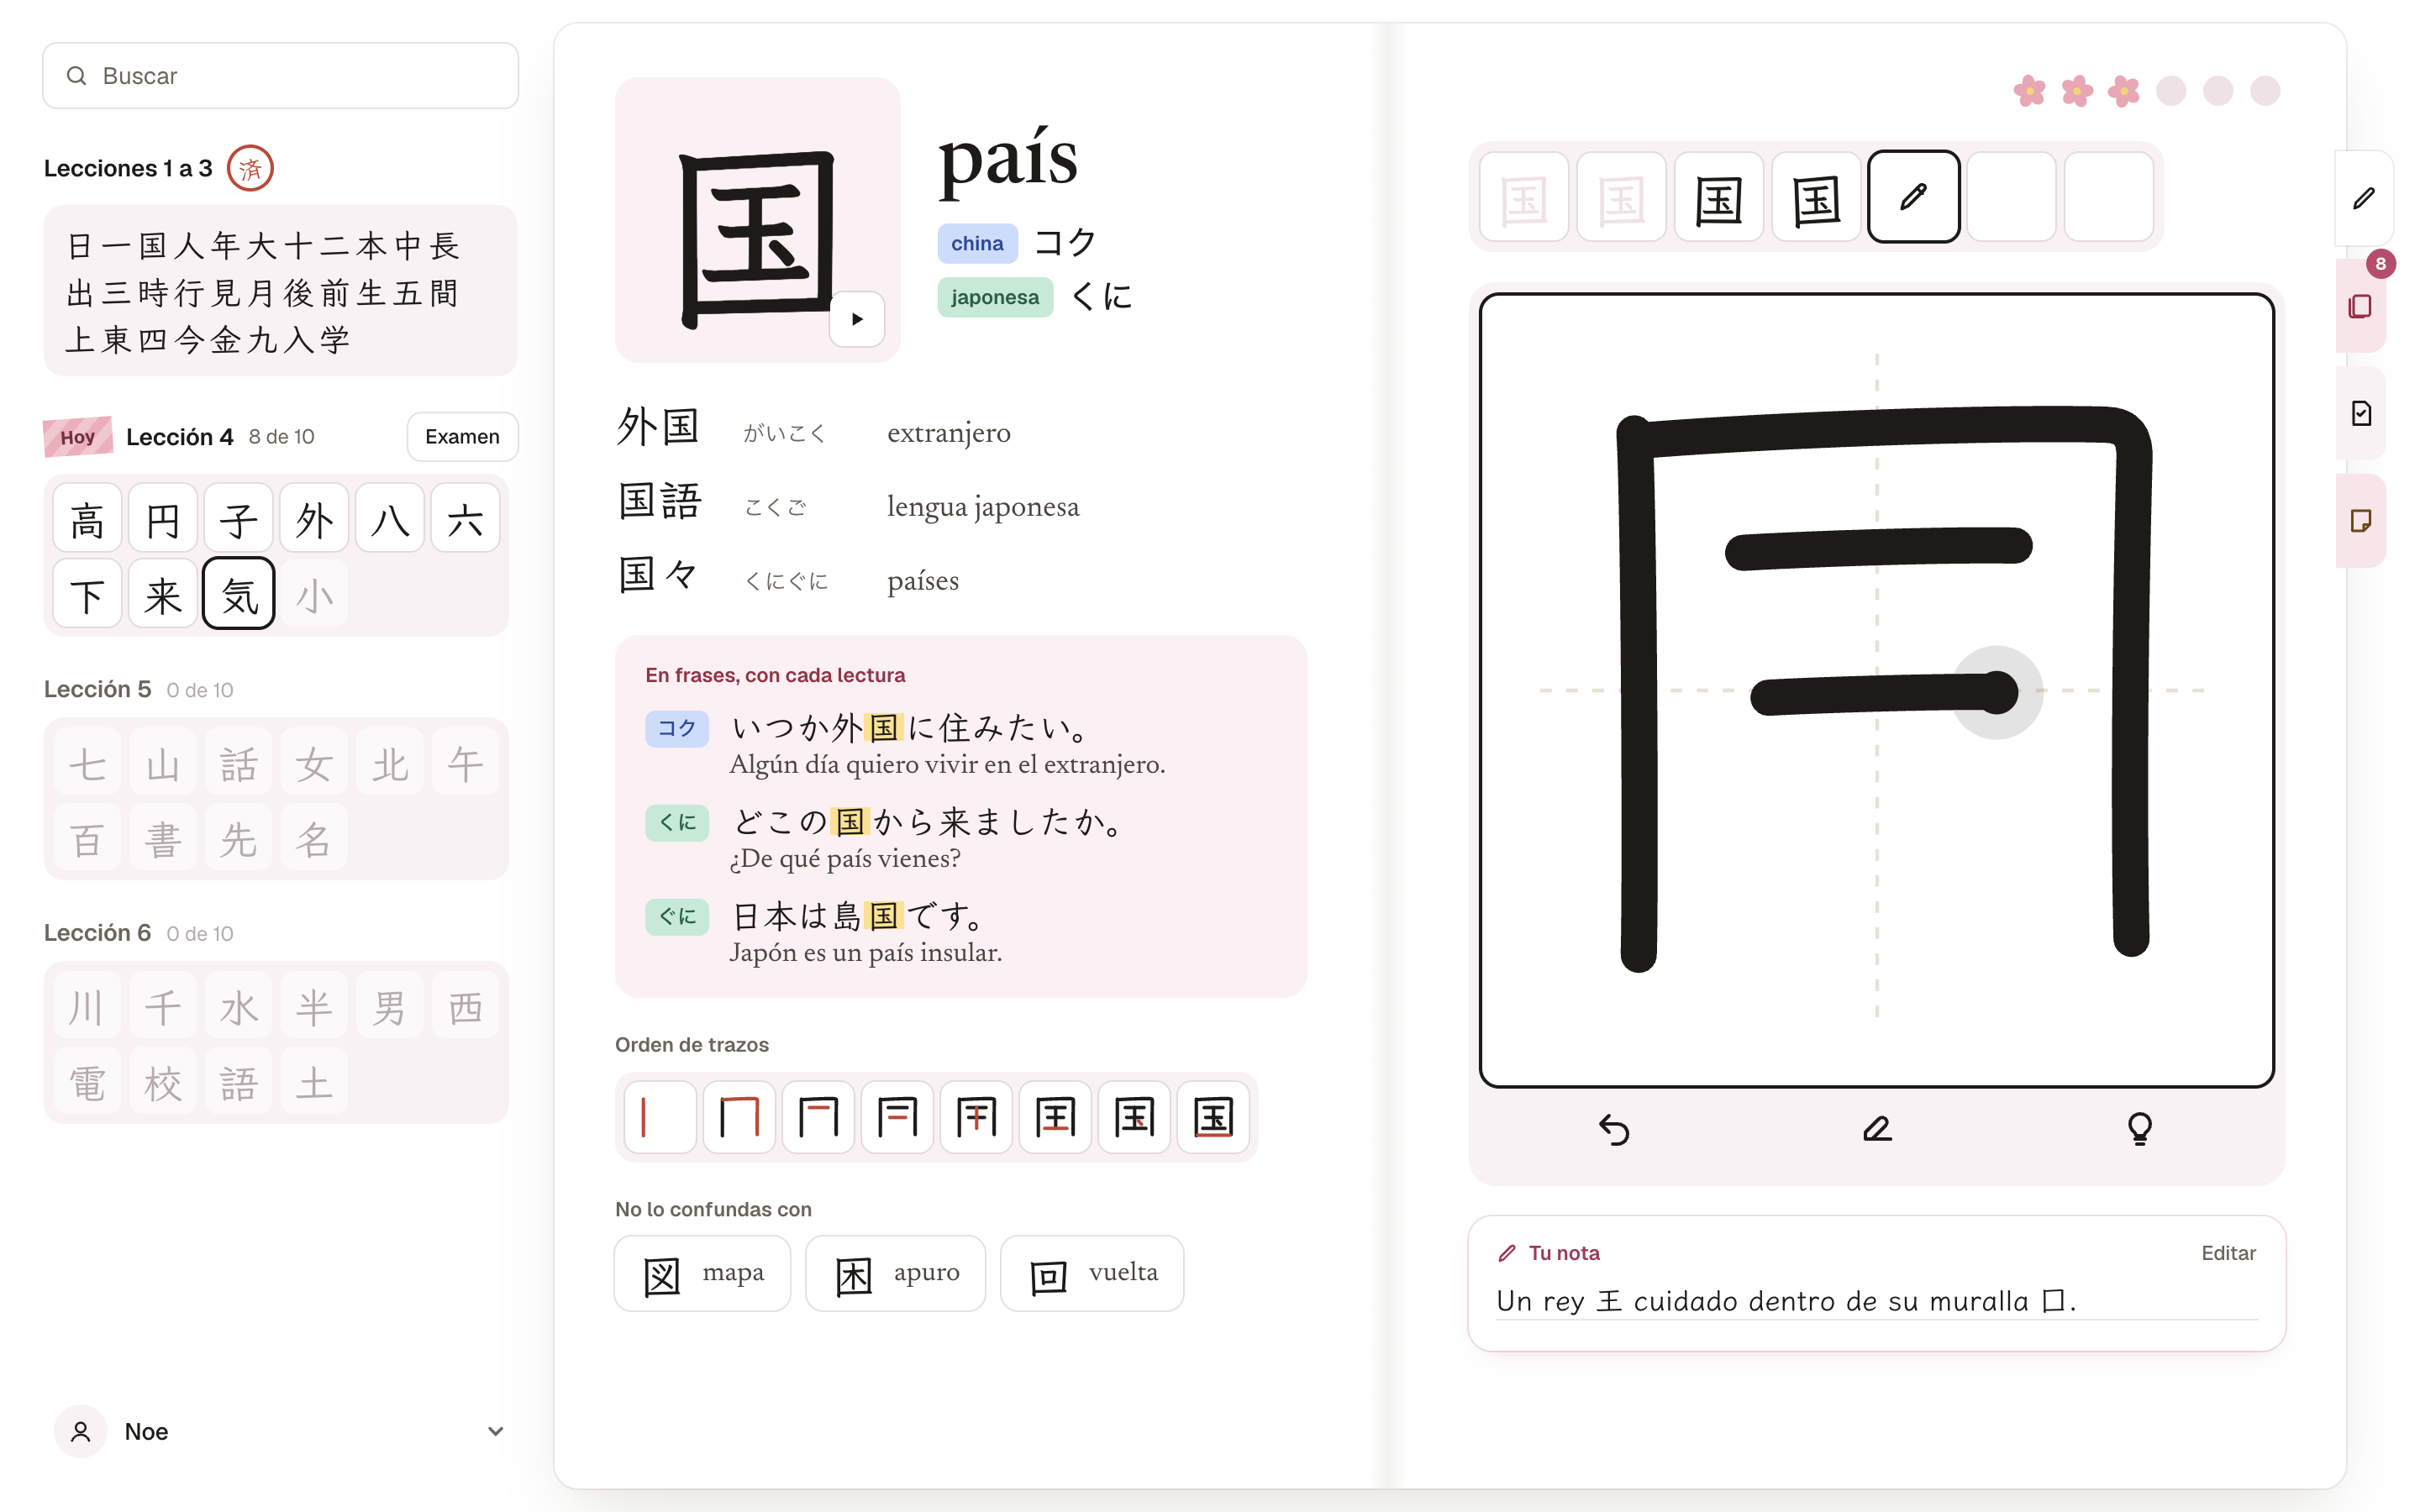 Buscar
Lecciones 1 a 3 済
日一国人年大十二本中長
出三時行見月後前生五間
上東四今金九入学
Hoy Lección 4 8 de 10 Examen
高 円 子 外 八 六
下 来 気 小
Lección 5 0 de 10
七 山 話 女 北 午
百 書 先 名
Lección 6 0 de 10
川 千 水 半 男 西
電 校 語 土
Noe
国
país
china コク
japonesa くに
外国 がいこく extranjero
国語 こくご lengua japonesa
国々 くにぐに países
En frases, con cada lectura
コク いつか外国に住みたい。
Algún día quiero vivir en el extranjero.
くに どこの国から来ましたか。
¿De qué país vienes?
ぐに 日本は島国です。
Japón es un país insular.
Orden de trazos
国
No lo confundas con
図 mapa 困 apuro 回 vuelta
国 国 国 国
8
Tu nota Editar
Un rey 王 cuidado dentro de su muralla 囗.